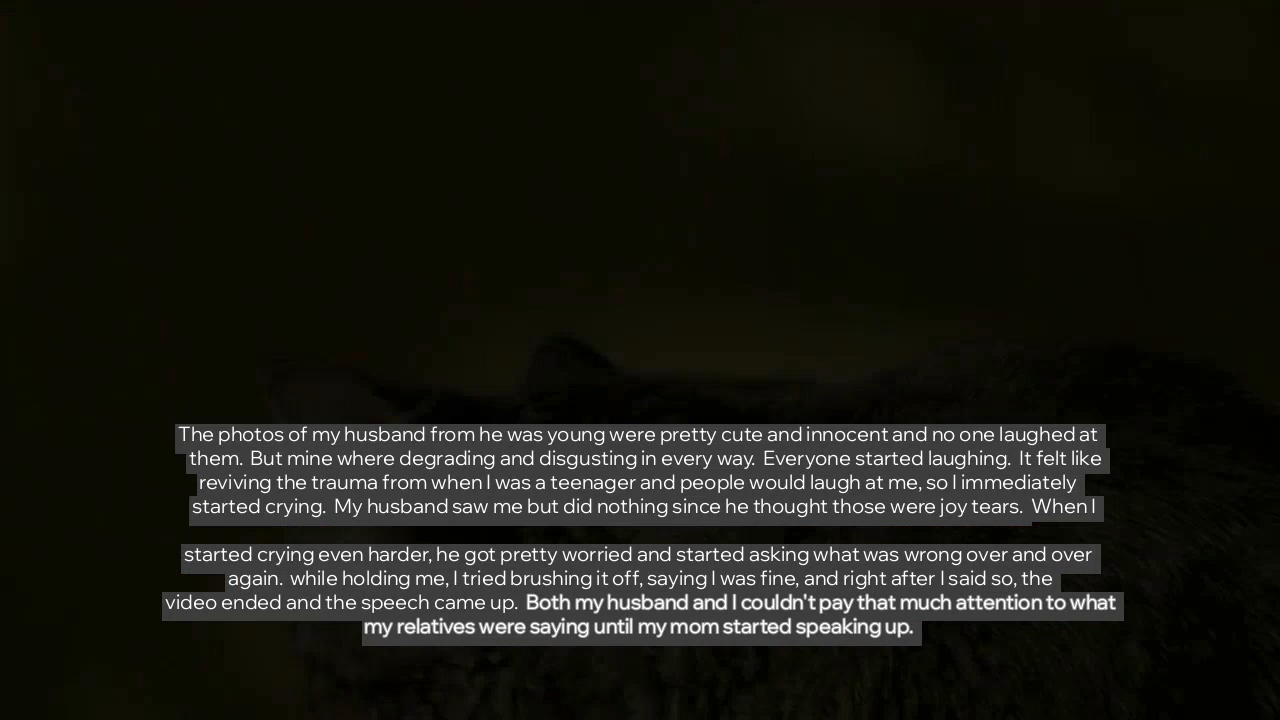 The photos of my husband from he was young were pretty cute and innocent and no one laughed at
them. But mine where degrading and disgusting in every way. Everyone started laughing. It felt like
reviving the trauma from when I was a teenager and people would laugh at me, so I immediately
started crying. My husband saw me but did nothing since he thought those were joy tears. When I
started crying even harder, he got pretty worried and started asking what was wrong over and over
again. while holding me, I tried brushing it off, saying I was fine, and right after I said so, the
video ended and the speech came up. Both my husband and I couldn't pay that much attention to what
my relatives were saying until my mom started speaking up.